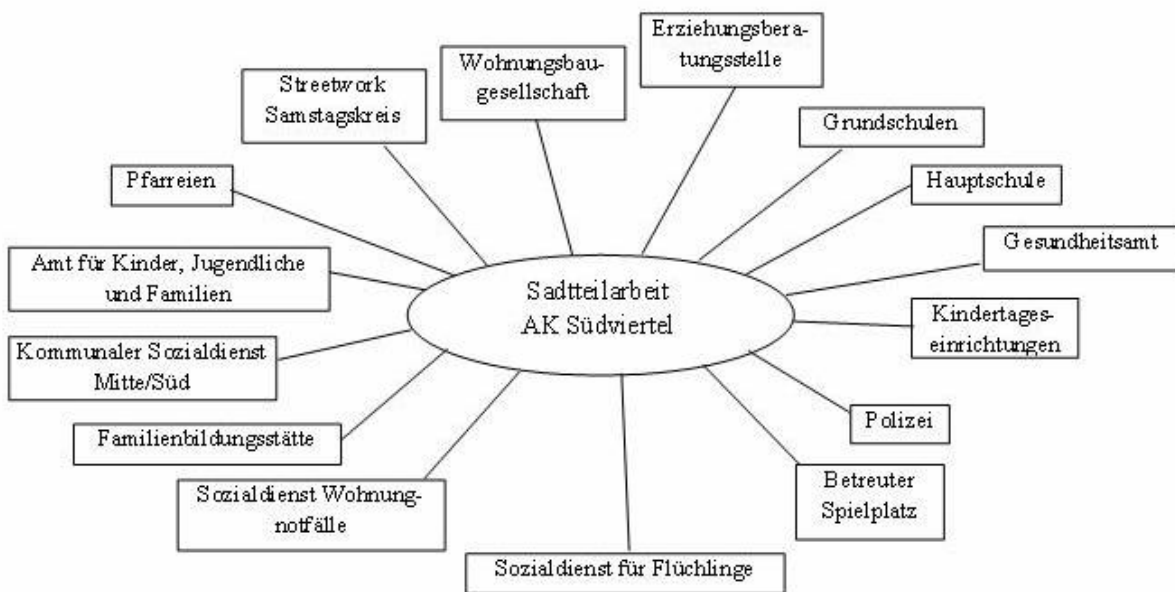 Erziehungsbera-
tungsstelle
Wohnungsbau-
gesellschaft
Streetwork
Samstagskreis
Grundschulen
Pfarreien
Hauptschule
Gesundheitsamt
Amt für Kinder, Jugendliche
und Familien
Sadtteilarbeit
AK Südviertel
Kindertages-
einrichtungen
Kommunaler Sozialdienst
Mitte/Süd
Polizei
Familienbildungsstätte
Betreuter
Spielplatz
Sozialdienst Wohnung-
notfälle
Sozialdienst für Flüchlinge